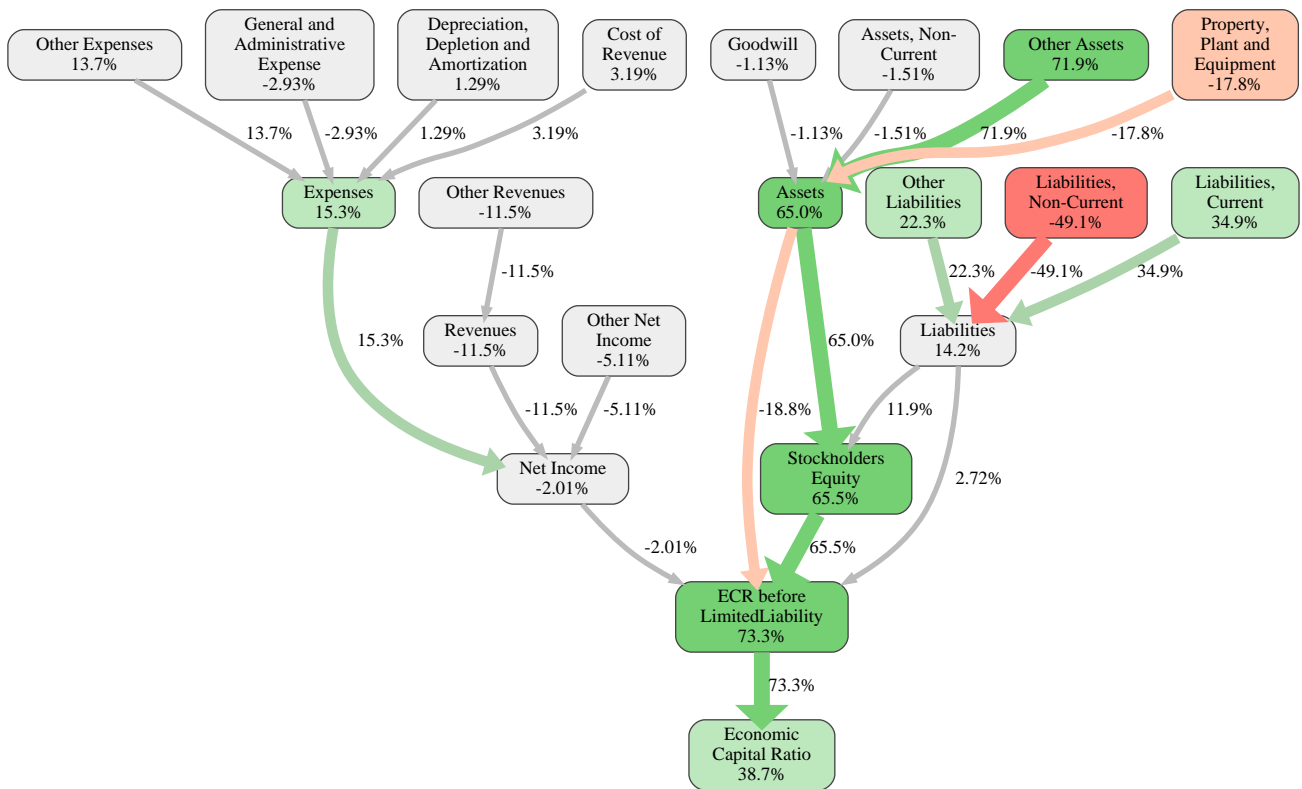 Other Expenses
13.7%
General and
Administrative
Expense
-2.93%
Depreciation,
Depletion and
Amortization
1.29%
Cost of
Revenue
3.19%
Goodwill
-1.13%
Assets, Non-
Current
-1.51%
Other Assets
71.9%
Property,
Plant and
Equipment
-17.8%
13.7%
-2.93%
1.29%
3.19%
-1.13%
-1.51%
71.9%
-17.8%
Expenses
15.3%
Other Revenues
-11.5%
Assets
65.0%
Other
Liabilities
22.3%
Liabilities,
Non-Current
-49.1%
Liabilities,
Current
34.9%
-11.5%
22.3%
-49.1%
34.9%
15.3%
Revenues
-11.5%
Other Net
Income
-5.11%
65.0%
Liabilities
14.2%
-11.5%
-5.11%
-18.8%
11.9%
Net Income
-2.01%
Stockholders
Equity
65.5%
2.72%
-2.01%
65.5%
ECR before
LimitedLiability
73.3%
73.3%
Economic
Capital Ratio
38.7%